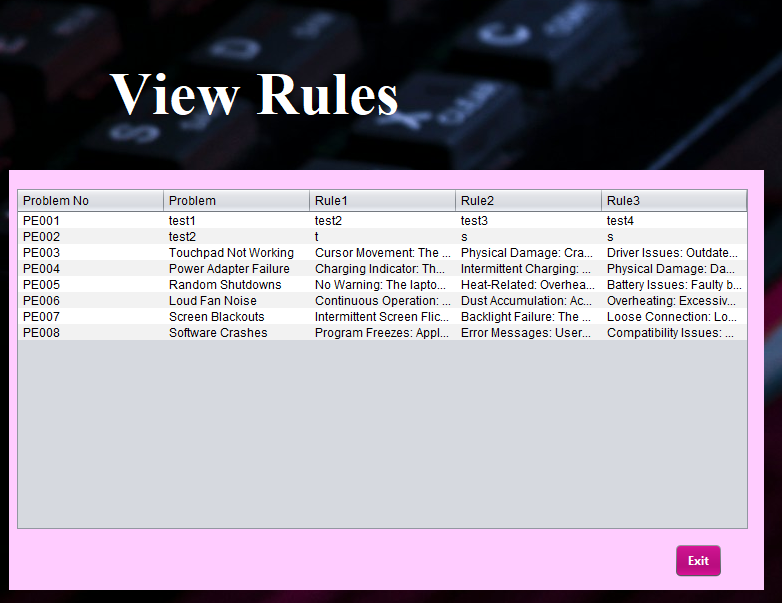 View Rules
Problem No Problem Rule1 Rule2 Rule3
PE001 test1 test2 test3 test4
PE002 test2 t s s
PE003 Touchpad Not Working Cursor Movement: The ... Physical Damage: Cra... Driver Issues: Outdate...
PE004 Power Adapter Failure Charging Indicator: Th... Intermittent Charging: ... Physical Damage: Da...
PE005 Random Shutdowns No Warning: The lapto... Heat-Related: Overhea... Battery Issues: Faulty b...
PE006 Loud Fan Noise Continuous Operation: ... Dust Accumulation: Ac... Overheating: Excessiv...
PE007 Screen Blackouts Intermittent Screen Flic... Backlight Failure: The ... Loose Connection: Lo...
PE008 Software Crashes Program Freezes: Appl... Error Messages: User... Compatibility Issues: ...
Exit